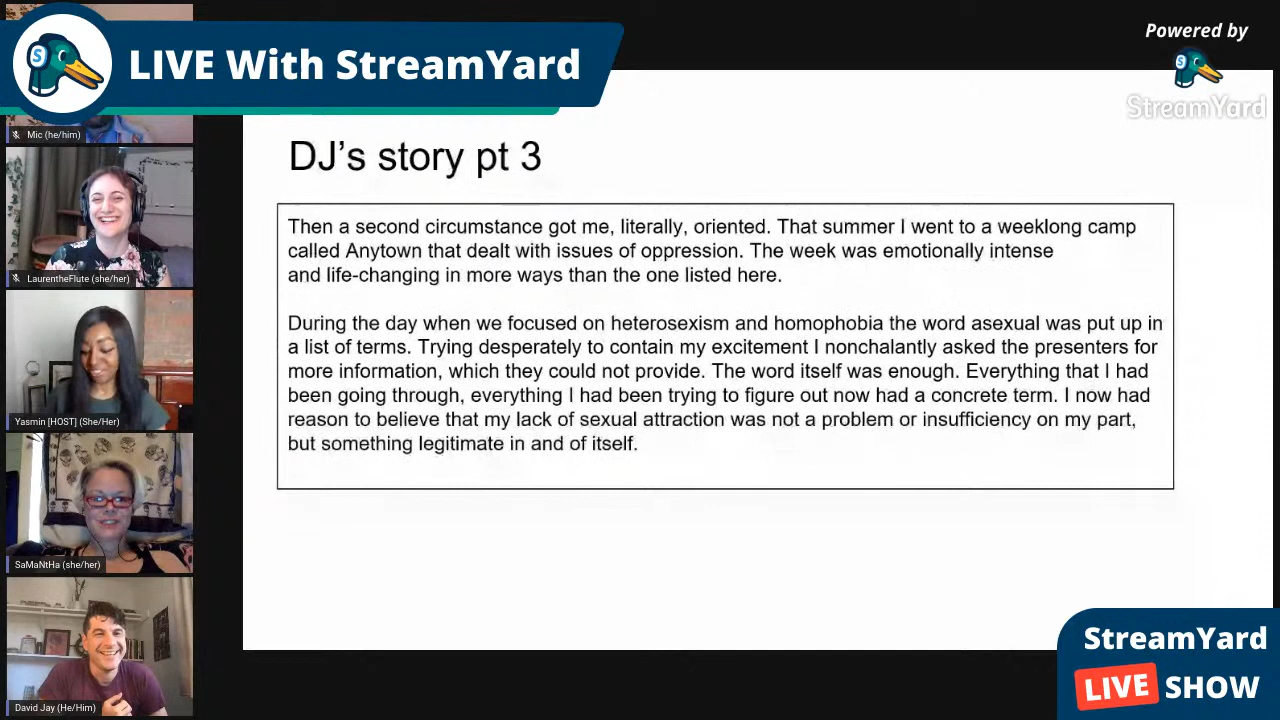 LIVE With StreamYard
Powered by
StreamYard
Mic (he/him)
DJ's story pt 3
Then a second circumstance got me, literally, oriented. That summer I went to a weeklong camp
called Anytown that dealt with issues of oppression. The week was emotionally intense
and life-changing in more ways than the one listed here.
During the day when we focused on heterosexism and homophobia the word asexual was put up in
a list of terms. Trying desperately to contain my excitement I nonchalantly asked the presenters for
more information, which they could not provide. The word itself was enough. Everything that I had
been going through, everything I had been trying to figure out now had a concrete term. I now had
reason to believe that my lack of sexual attraction was not a problem or insufficiency on my part,
but something legitimate in and of itself.
LaurentheFlute (she/her)
Yasmin [HOST] (She/Her)
SaMaNtHa (she/her)
David Jay (He/Him)
StreamYard
LIVE SHOW